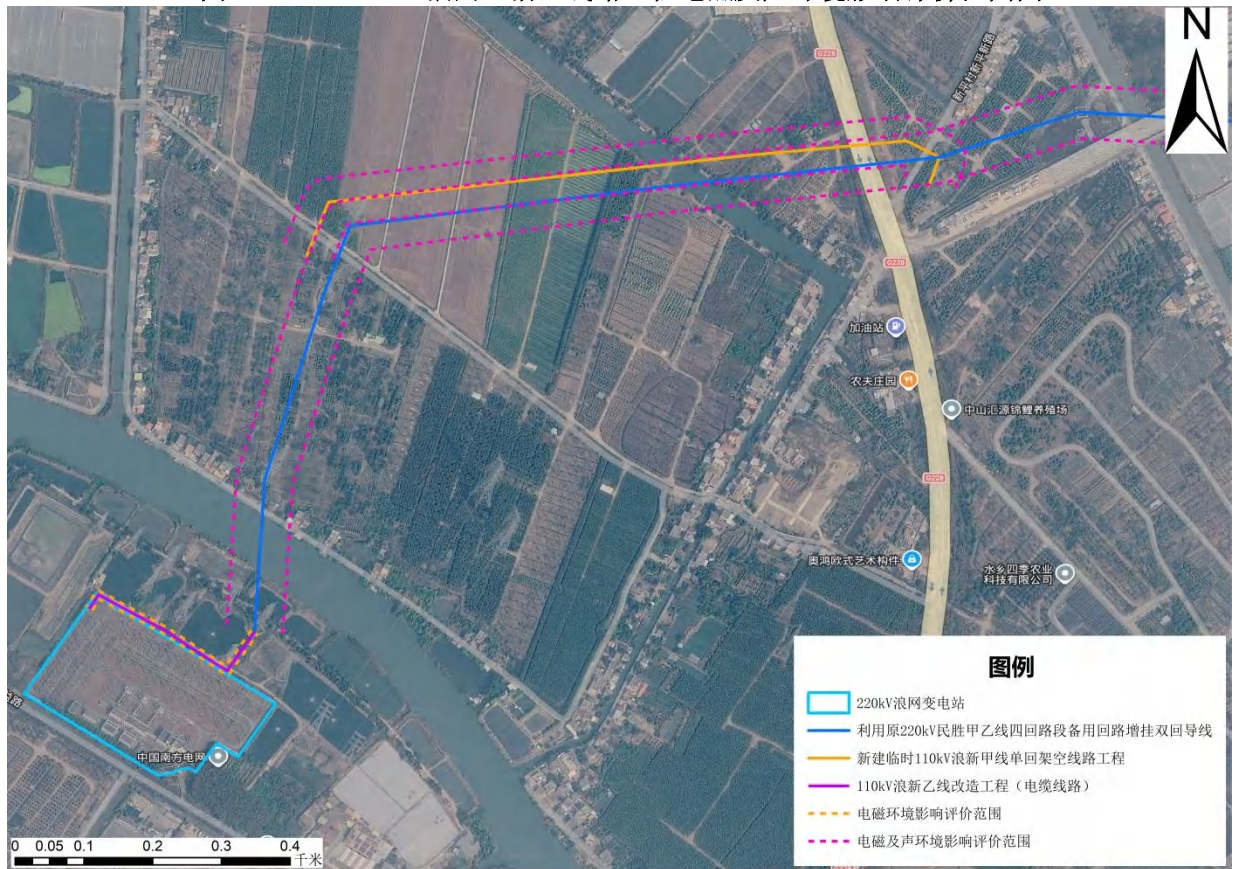 N
G228
新平村新平新路
G228
加油站
农夫庄园
中山汇源锦鲤养殖场
G228
奥鸿欧式艺术构件
水乡四季农业
科技有限公司
中国南方电网
图例
220kV浪网变电站
利用原220kV民胜甲乙线四回路段备用回路增挂双回导线
新建临时110kV浪新甲线单回架空线路工程
110kV浪新乙线改造工程（电缆线路）
电磁环境影响评价范围
电磁及声环境影响评价范围
0 0.05 0.1 0.2 0.3 0.4
千米